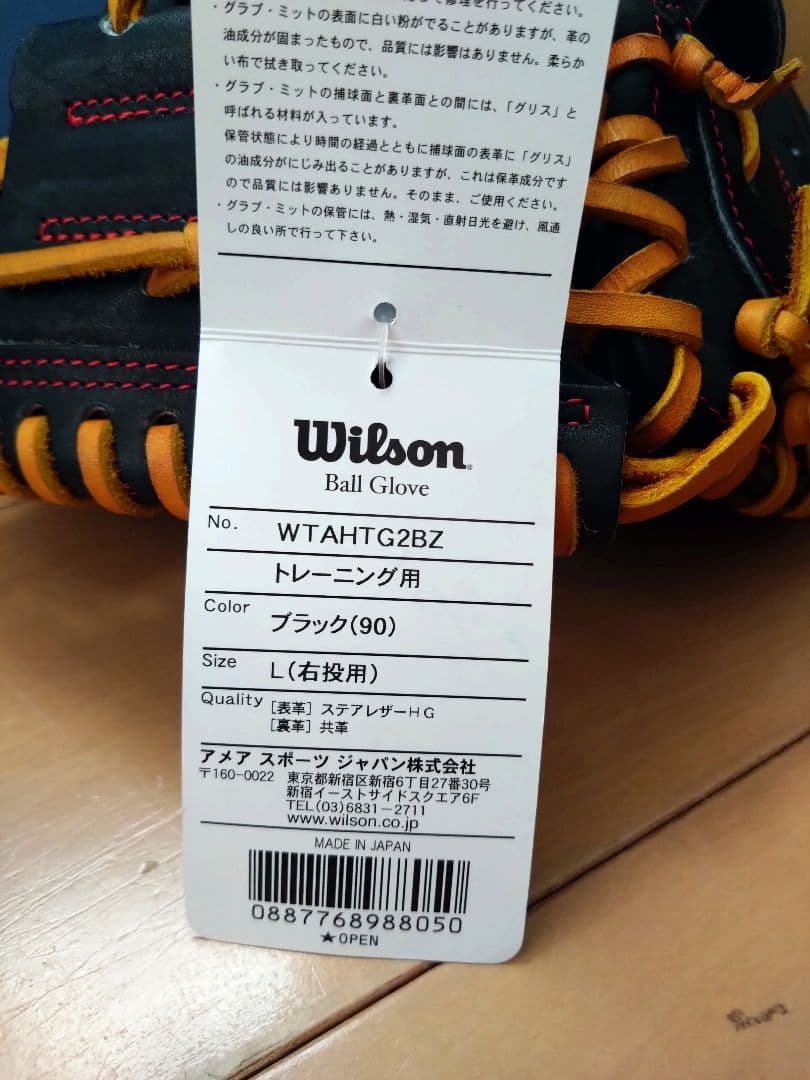 て修理を行ってください。
・グラブ・ミットの表面に白い粉がでることがありますが、革の
油成分が固まったもので、品質には影響はありません。柔らか
い布で拭き取ってください。
・グラブ・ミットの捕球面と裏革面との間には、「グリス」と
呼ばれる材料が入っています。
保管状態により時間の経過とともに捕球面の表革に「グリス」
の油成分がにじみ出ることがありますが、これは保革成分です
ので品質には影響ありません。そのまま、ご使用ください。
・グラブ・ミットの保管には、熱・湿気・直射日光を避け、風通
しの良い所で行って下さい。
Wilson
Ball Glove
No. WTAHTG2BZ
トレーニング用
Color ブラック(90)
Size L(右投用)
Quality [表革] ステアレザーHG
[裏革] 共革
アメア スポーツ ジャパン株式会社
〒160-0022 東京都新宿区新宿6丁目27番30号
新宿イーストサイドスクエア6F
TEL(03)6831-2711
www.wilson.co.jp
MADE IN JAPAN
0887768988050
★OPEN